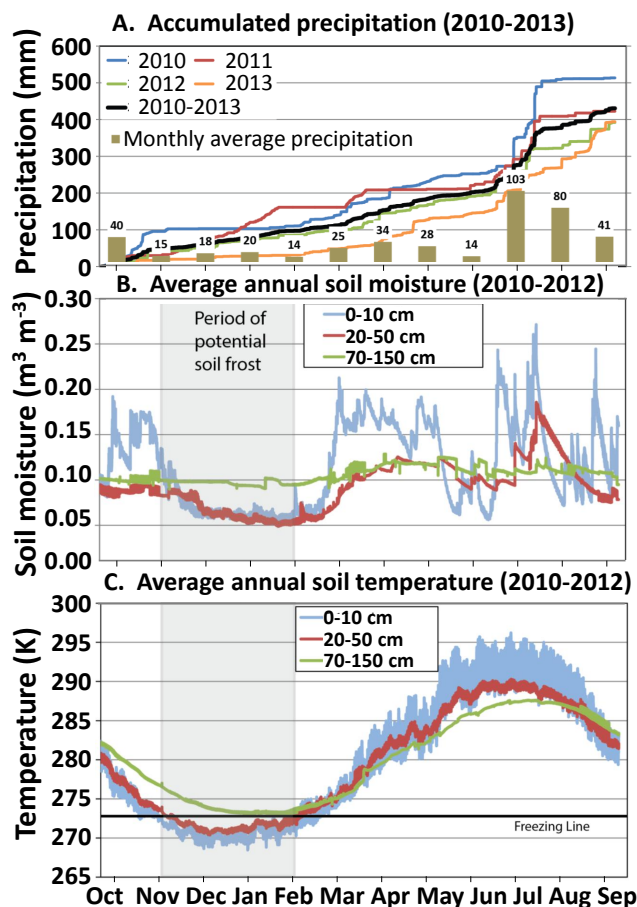 A. Accumulated precipitation (2010-2013)
Precipitation (mm)
600
500
400
300
200
100
0
2010
2011
2012
2013
2010-2013
Monthly average precipitation
40
15
18
20
14
25
34
28
14
103
80
41
B. Average annual soil moisture (2010-2012)
Soil moisture (m³ m⁻³)
0.30
0.25
0.20
0.15
0.10
0.05
0.00
Period of
potential
soil frost
0-10 cm
20-50 cm
70-150 cm
C. Average annual soil temperature (2010-2012)
Temperature (K)
300
295
290
285
280
275
270
265
0-10 cm
20-50 cm
70-150 cm
Freezing Line
Oct Nov Dec Jan Feb Mar Apr May Jun Jul Aug Sep